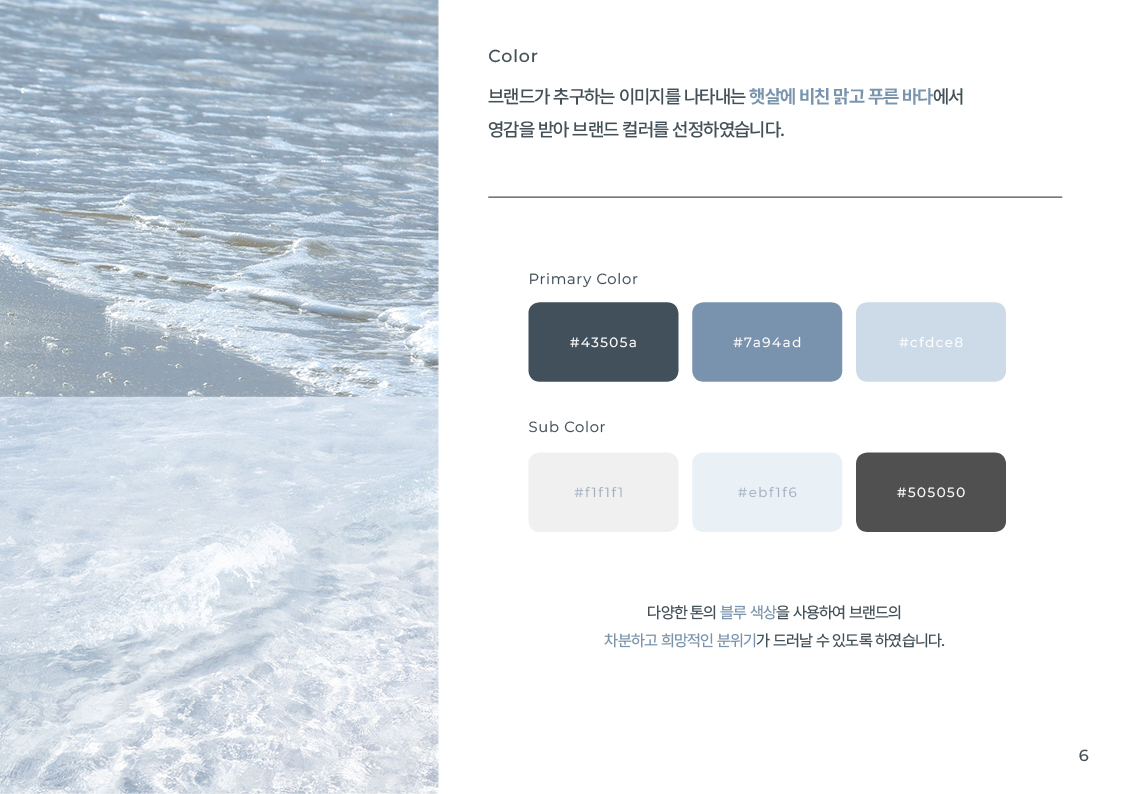 Color
브랜드가 추구하는 이미지를 나타내는 햇살에 비친 맑고 푸른 바다에서
영감을 받아 브랜드 컬러를 선정하였습니다.
Primary Color
#43505a
#7a94ad
#cfdce8
Sub Color
#f1f1f1
#ebf1f6
#505050
다양한 톤의 블루 색상을 사용하여 브랜드의
차분하고 희망적인 분위기가 드러날 수 있도록 하였습니다.
6